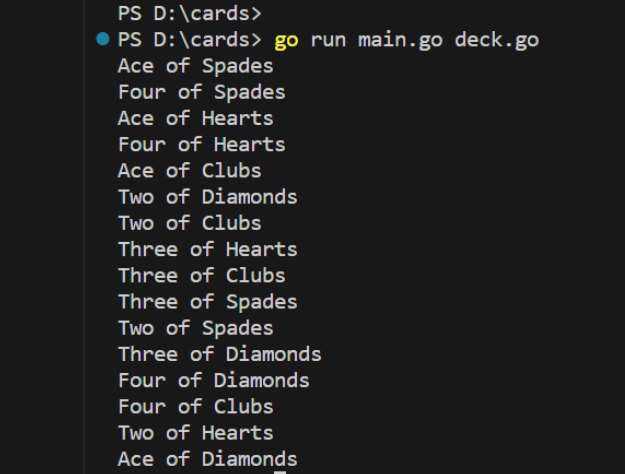 PS D:\cards>
PS D:\cards> go run main.go deck.go
Ace of Spades
Four of Spades
Ace of Hearts
Four of Hearts
Ace of Clubs
Two of Diamonds
Two of Clubs
Three of Hearts
Three of Clubs
Three of Spades
Two of Spades
Three of Diamonds
Four of Diamonds
Four of Clubs
Two of Hearts
Ace of Diamonds